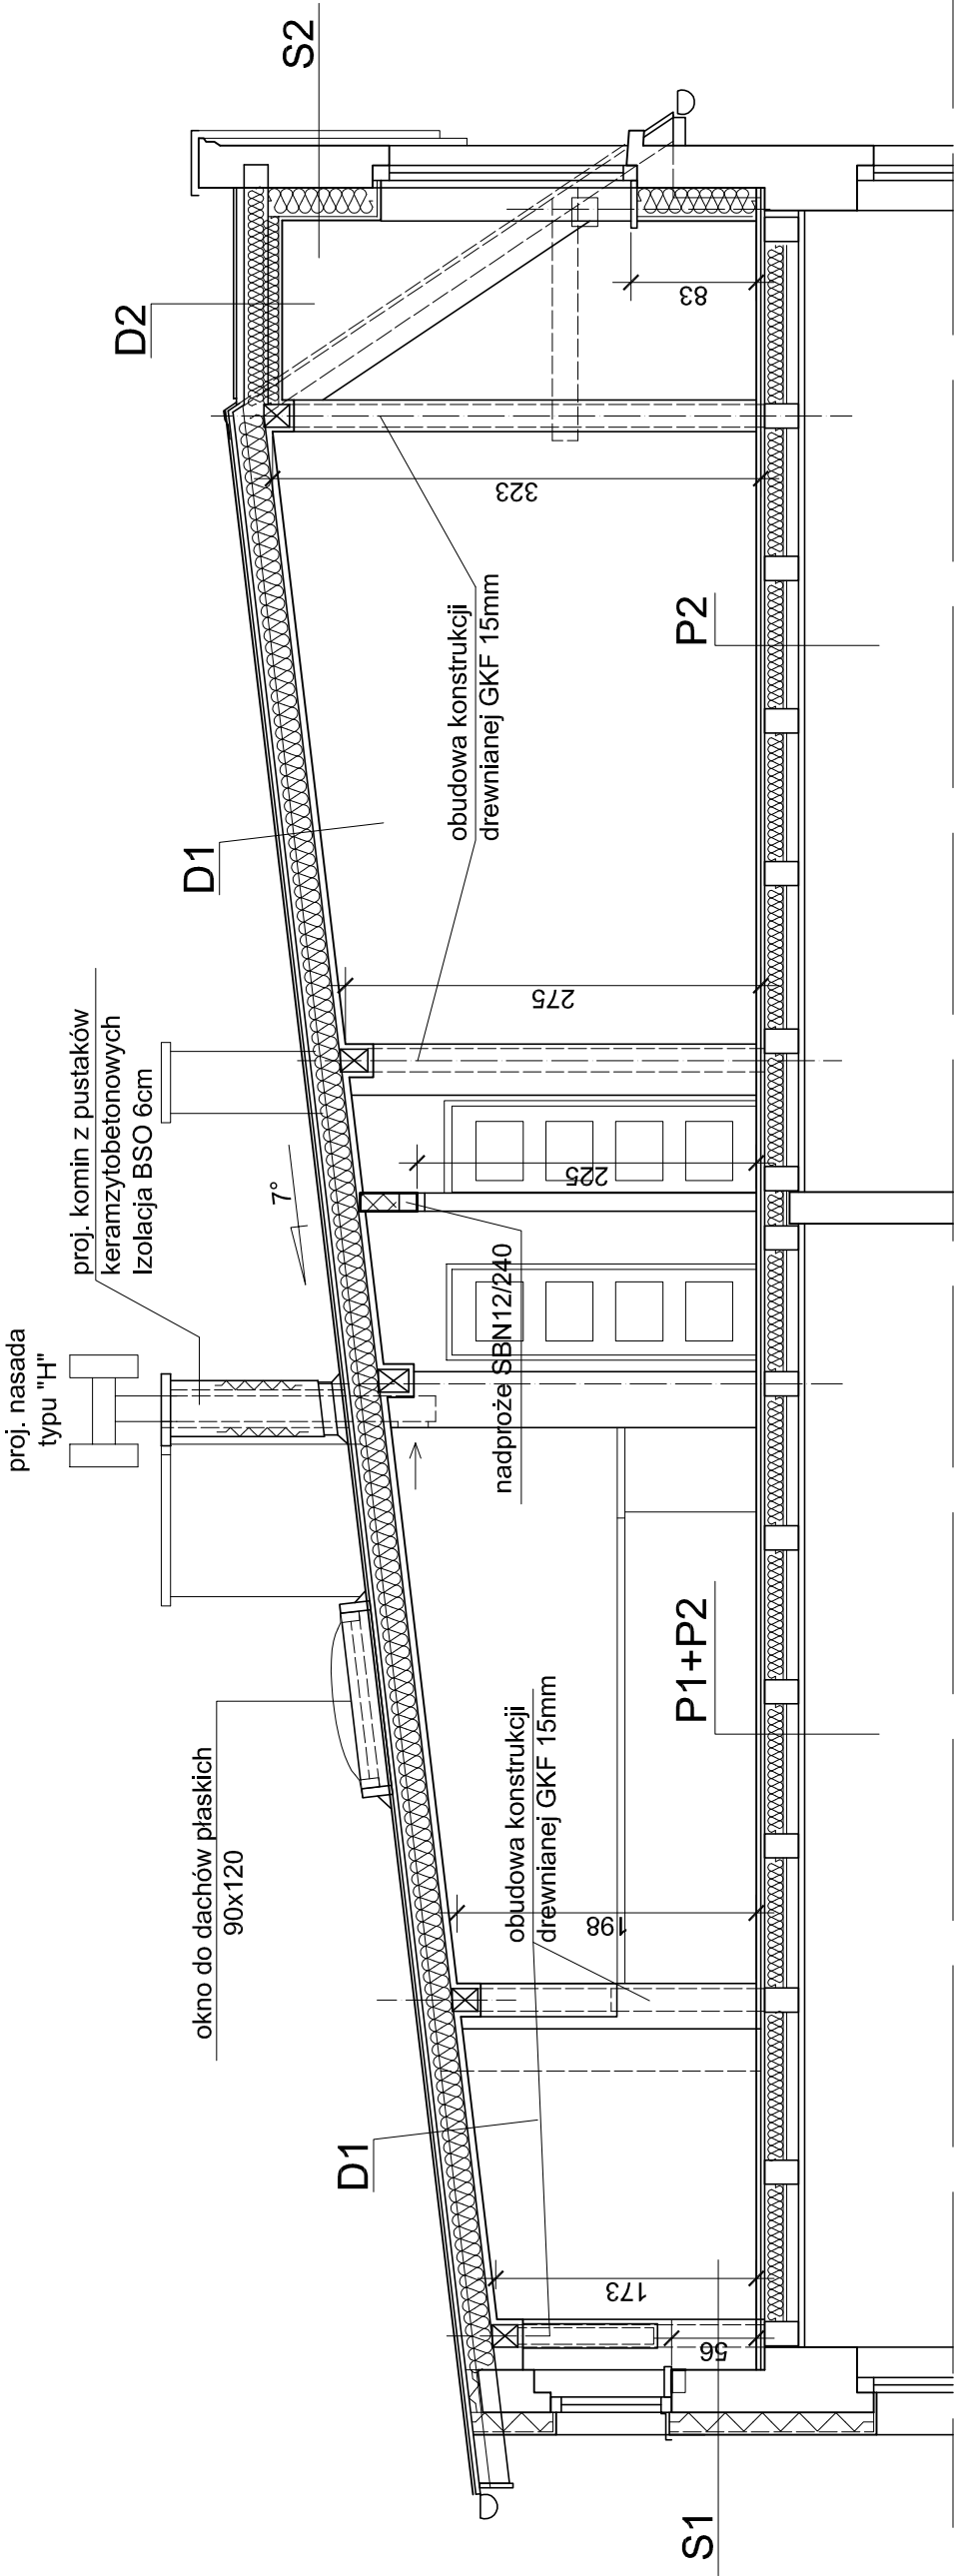 S2
D2
83
323
obudowa konstrukcji
drewnianej GKF 15mm
P2
D1
275
proj. komin z pustaków
keramzytobetonowych
Izolacja BSO 6cm
7°
225
nadproże SBN12/240
proj. nasada
typu "H"
okno do dachów płaskich
90x120
P1+P2
obudowa konstrukcji
drewnianej GKF 15mm
198
D1
173
56
S1